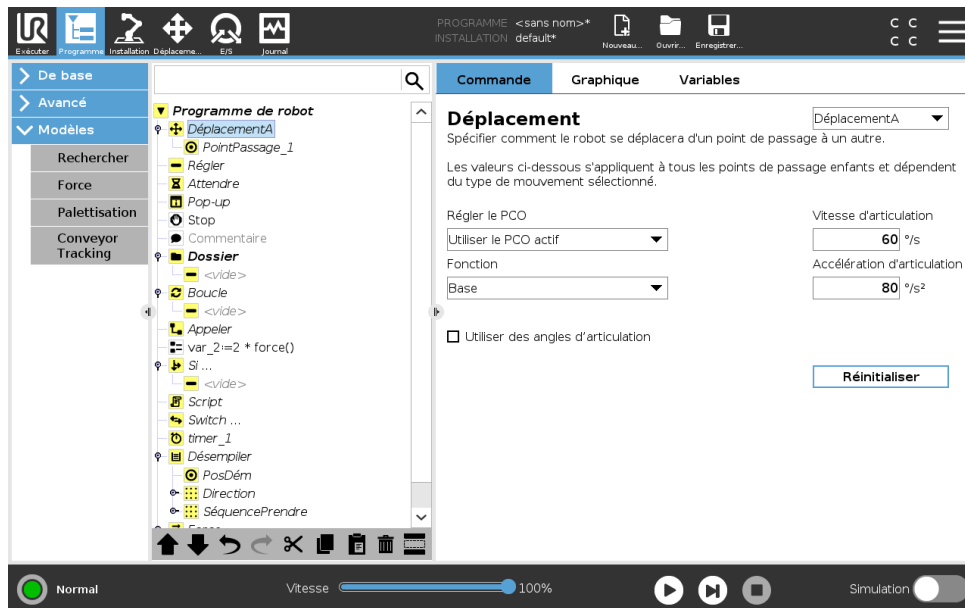 PROGRAMME <sans nom>*
INSTALLATION default*
Exécuter
Programme
Installation
Déplaceme...
E/S
Journal
Nouveau...
Ouvrir...
Enregistrer...
C C
C C
De base
Avancé
Modèles
Rechercher
Force
Palettisation
Conveyor
Tracking
Programme de robot
DéplacementA
PointPassage_1
Régler
Attendre
Pop-up
Stop
Commentaire
Dossier
<vide>
Boucle
<vide>
Appeler
var_2:=2 * force()
Si ...
<vide>
Script
Switch ...
timer_1
Désempiler
PosDém
Direction
SéquencePrendre
Commande
Graphique
Variables
Déplacement
DéplacementA
Spécifier comment le robot se déplacera d'un point de passage à un autre.
Les valeurs ci-dessous s'appliquent à tous les points de passage enfants et dépendent
du type de mouvement sélectionné.
Régler le PCO
Vitesse d'articulation
Utiliser le PCO actif
60 °/s
Fonction
Accélération d'articulation
Base
80 °/s²
Utiliser des angles d'articulation
Réinitialiser
Normal
Vitesse
100%
Simulation